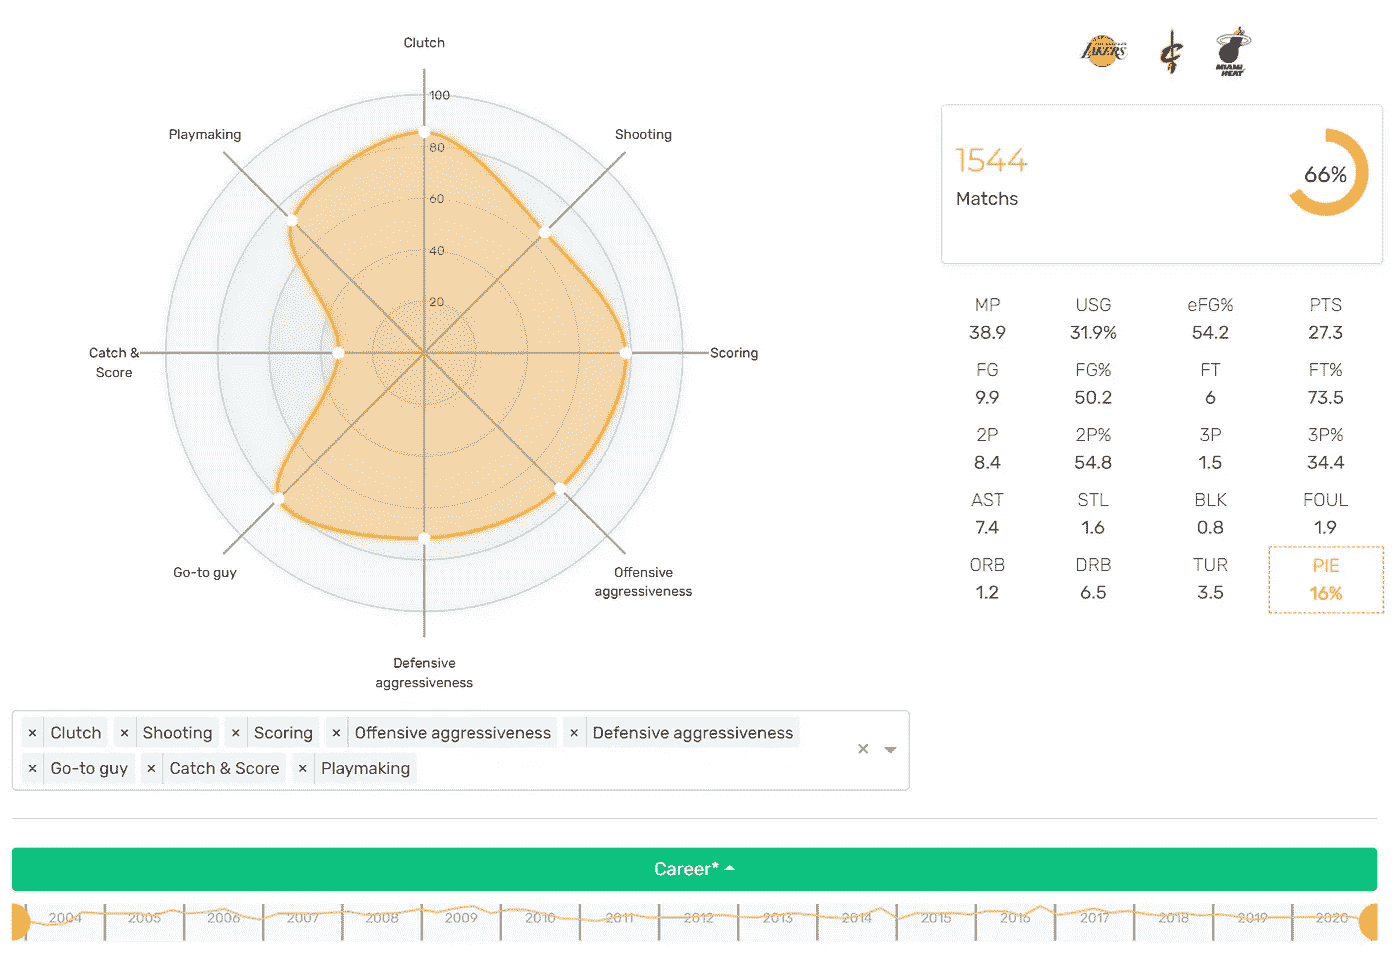 Clutch
100
Playmaking
Shooting
80
60
40
20
Catch &
Score
Scoring
Go-to guy
Offensive
aggressiveness
Defensive
aggressiveness
LAKERS
MIAMI
HEAT
1544
Matchs
66%
MP USG eFG% PTS
38.9 31.9% 54.2 27.3
FG FG% FT FT%
9.9 50.2 6 73.5
2P 2P% 3P 3P%
8.4 54.8 1.5 34.4
AST STL BLK FOUL
7.4 1.6 0.8 1.9
ORB DRB TUR PIE
1.2 6.5 3.5 16%
× Clutch × Shooting × Scoring × Offensive aggressiveness × Defensive aggressiveness
× Go-to guy × Catch & Score × Playmaking
×
Career*
2004 2005 2006 2007 2008 2009 2010 2011 2012 2013 2014 2015 2016 2017 2018 2019 2020